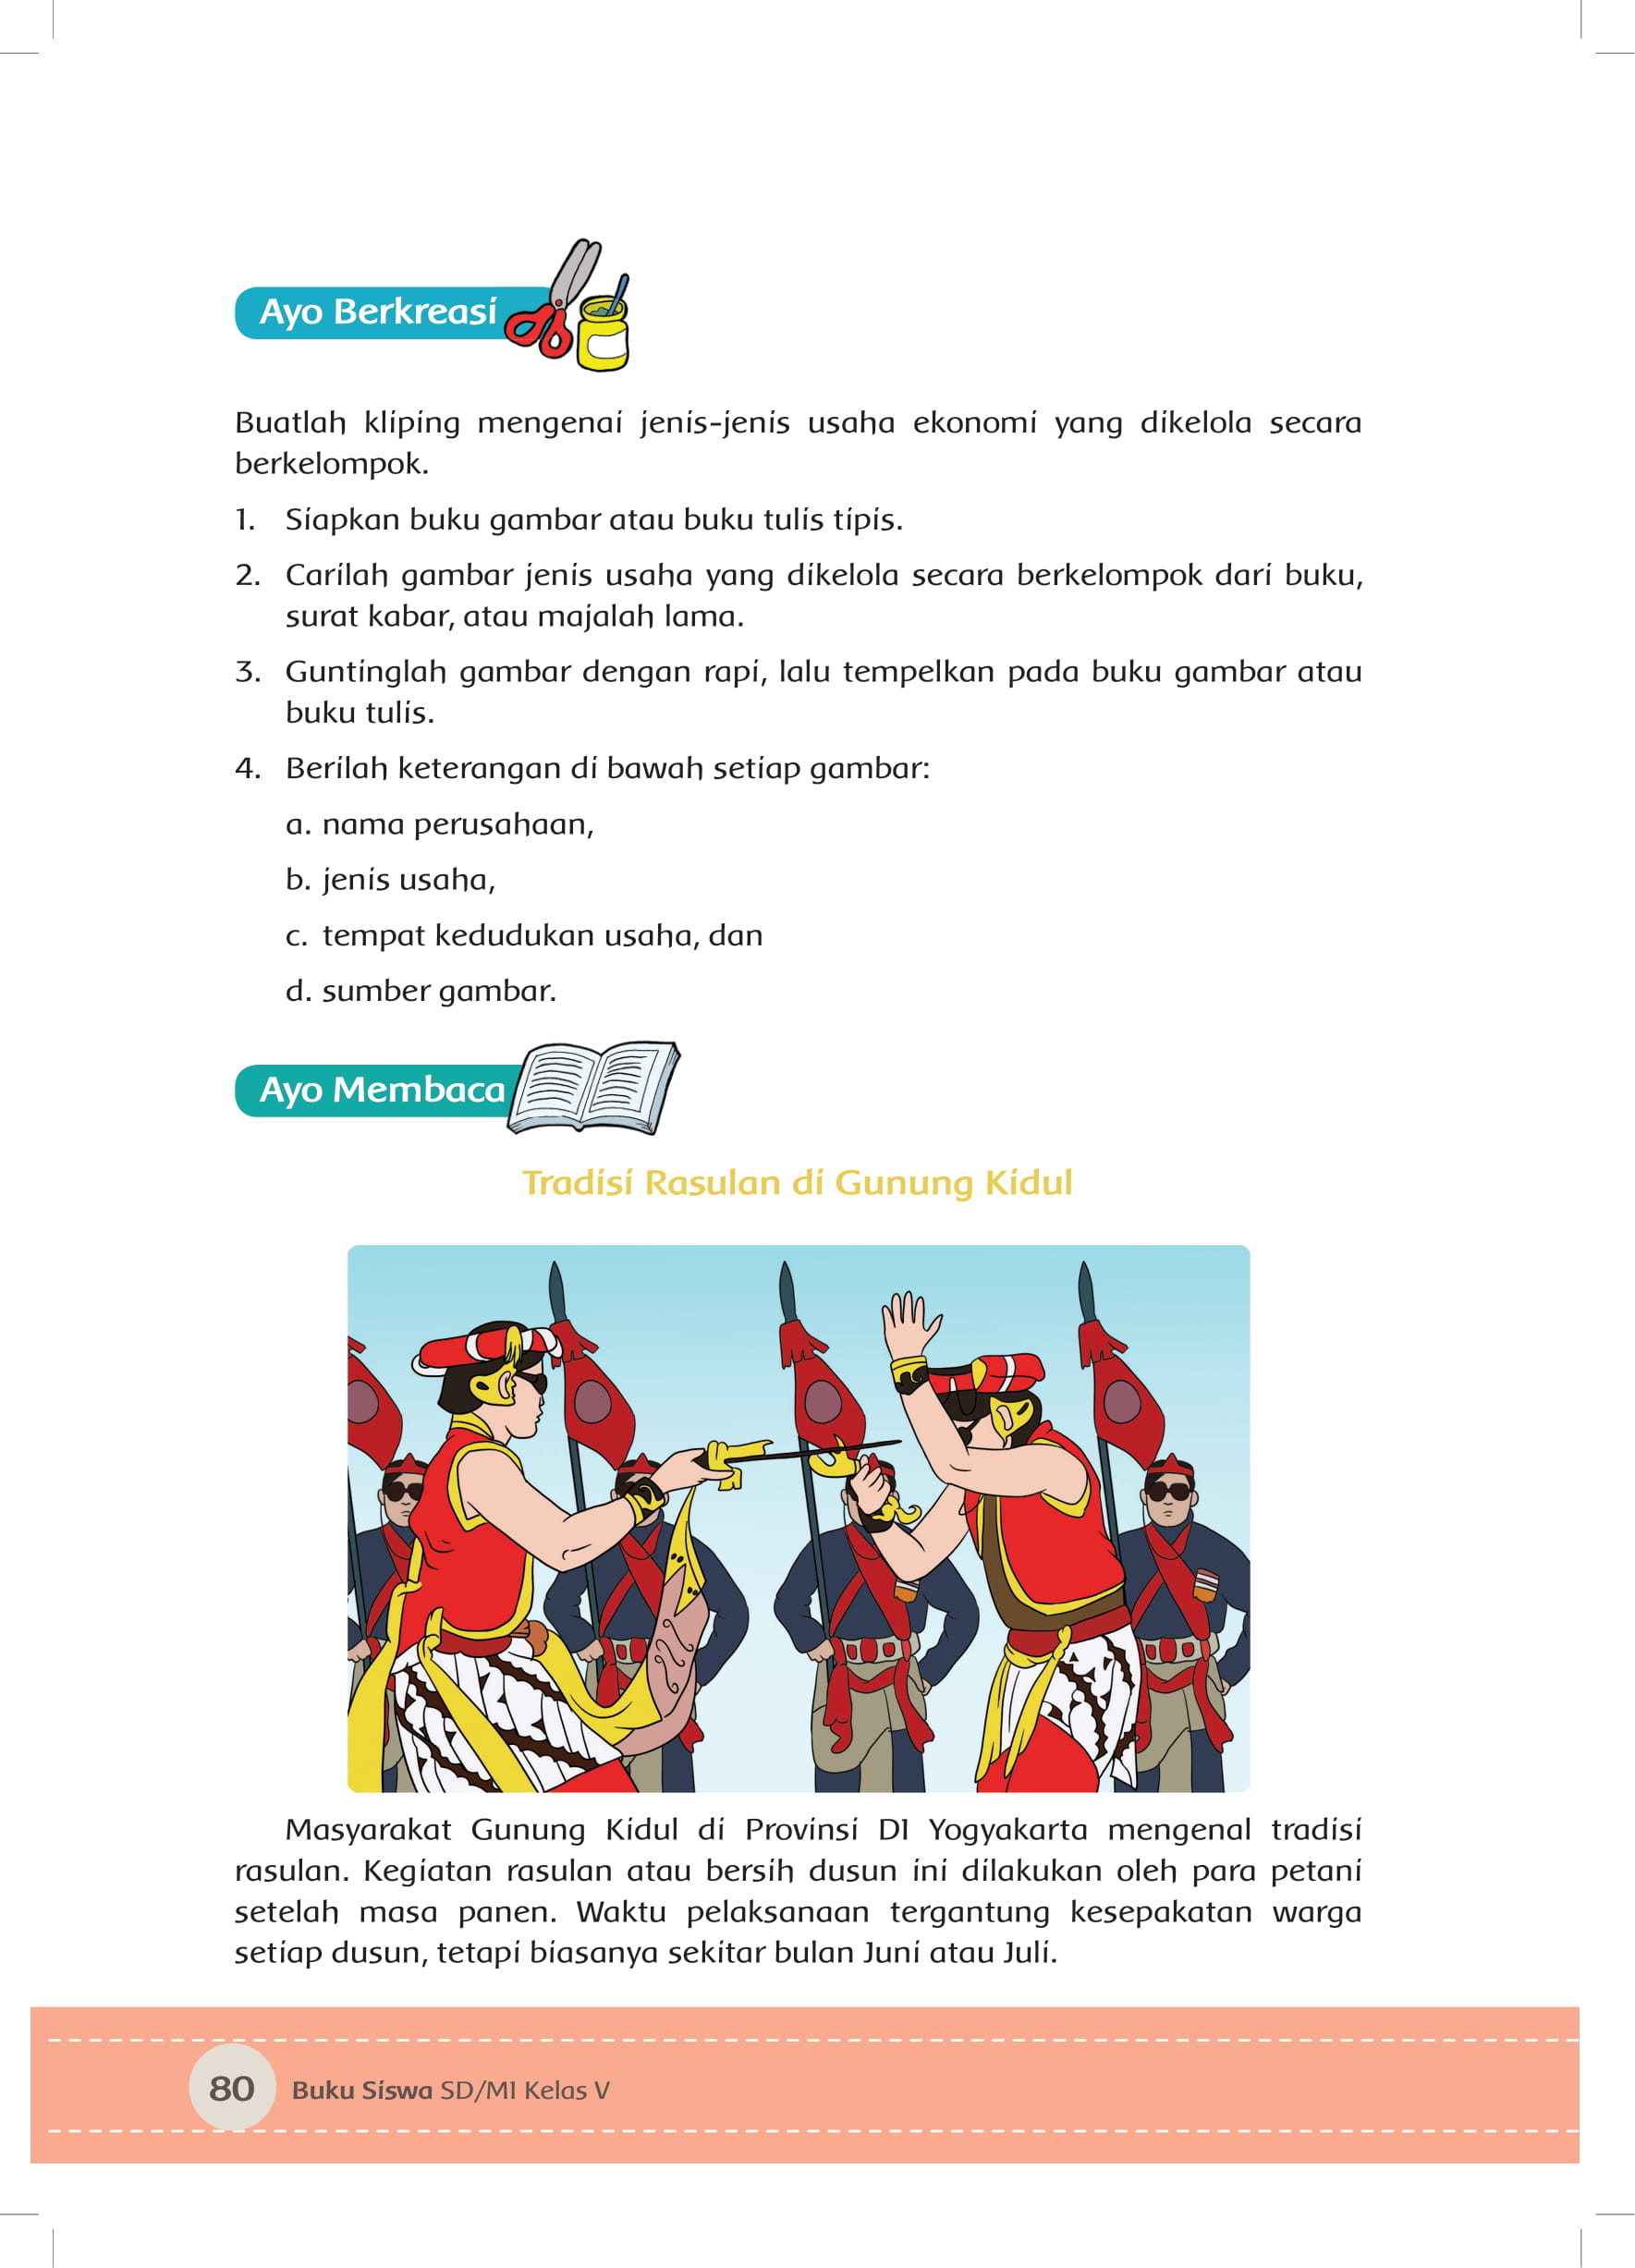 Ayo Berkreasi
Buatlah kliping mengenai jenis-jenis usaha ekonomi yang dikelola secara
berkelompok.
1. Siapkan buku gambar atau buku tulis tipis.
2. Carilah gambar jenis usaha yang dikelola secara berkelompok dari buku,
surat kabar, atau majalah lama.
3. Guntinglah gambar dengan rapi, lalu tempelkan pada buku gambar atau
buku tulis.
4. Berilah keterangan di bawah setiap gambar:
a. nama perusahaan,
b. jenis usaha,
c. tempat kedudukan usaha, dan
d. sumber gambar.
Ayo Membaca
Tradisi Rasulan di Gunung Kidul
Masyarakat Gunung Kidul di Provinsi DI Yogyakarta mengenal tradisi
rasulan. Kegiatan rasulan atau bersih dusun ini dilakukan oleh para petani
setelah masa panen. Waktu pelaksanaan tergantung kesepakatan warga
setiap dusun, tetapi biasanya sekitar bulan Juni atau Juli.
80 Buku Siswa SD/MI Kelas V